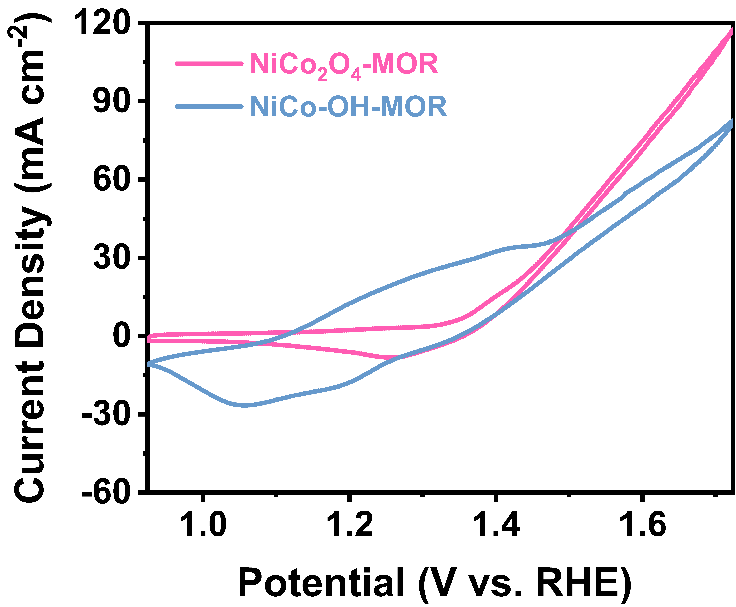 Current Density (mA cm⁻²)
120
90
60
30
0
-30
-60
NiCo₂O₄-MOR
NiCo-OH-MOR
1.0 1.2 1.4 1.6
Potential (V vs. RHE)